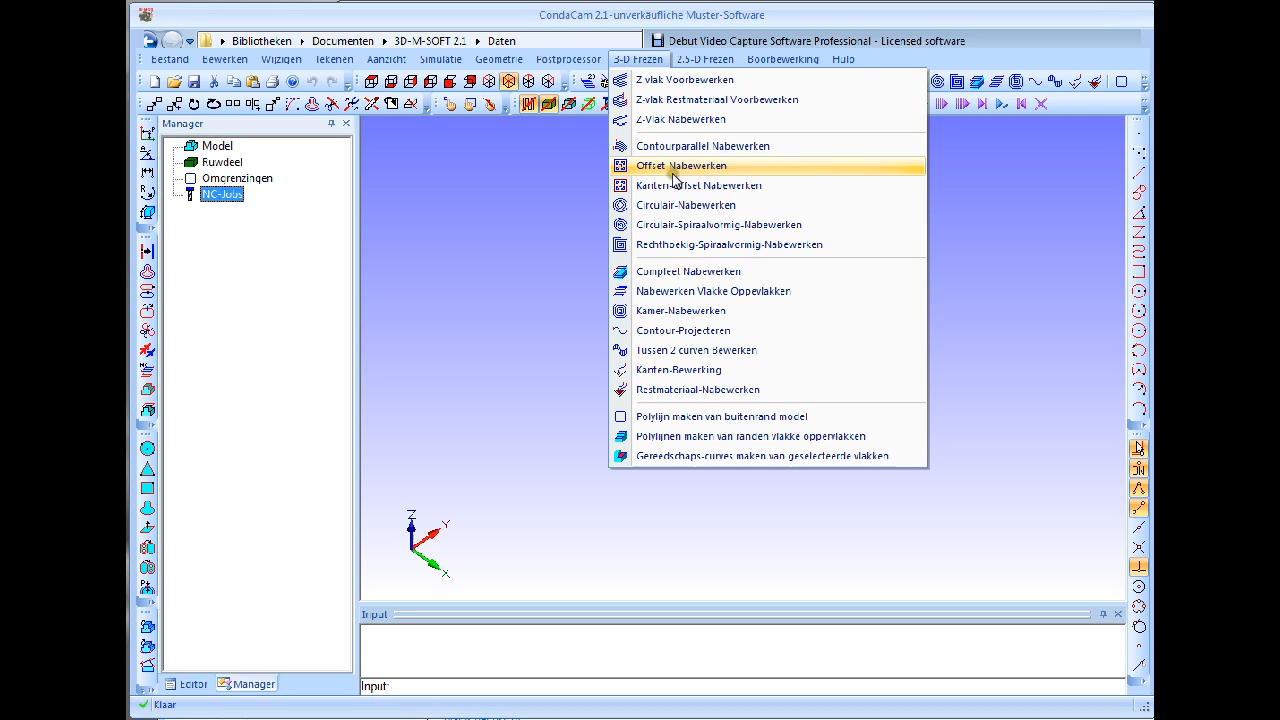 CondaCam 2.1-unverkäufliche Muster-Software
Bibliotheken Documenten 3D-M-SOFT 2.1 Daten
Debut Video Capture Software Professional - Licensed software
Bestand Bewerken Wijzigen Tekenen Aanzicht Simulatie Geometrie Postprocessor 3-D Frezen 2.5-D Frezen Boorbewerking Hulp
Manager
Model
Ruwdeel
Omgrenzingen
NC-Jobs
Z vlak Voorbewerken
Z-vlak Restmateriaal Voorbewerken
Z-Vlak Nabewerken
Contourparallel Nabewerken
Offset Nabewerken
Kanten-Offset Nabewerken
Circulair-Nabewerken
Circulair-Spiraalvormig-Nabewerken
Rechthoekig-Spiraalvormig-Nabewerken
Compleet Nabewerken
Nabewerken Vlakke Oppevlakken
Kamer-Nabewerken
Contour-Projecteren
Tussen 2 curven Bewerken
Kanten-Bewerking
Restmateriaal-Nabewerken
Polylijn maken van buitenrand model
Polylijnen maken van randen vlakke oppervlakken
Gereedschaps-curves maken van geselecteerde vlakken
Z
Y
X
Input
Input:
Editor Manager
Klaar